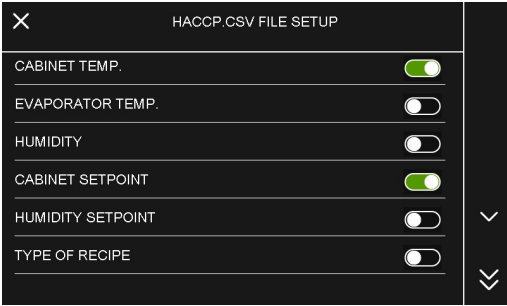 HACCP.CSV FILE SETUP
CABINET TEMP.
EVAPORATOR TEMP.
HUMIDITY
CABINET SETPOINT
HUMIDITY SETPOINT
TYPE OF RECIPE